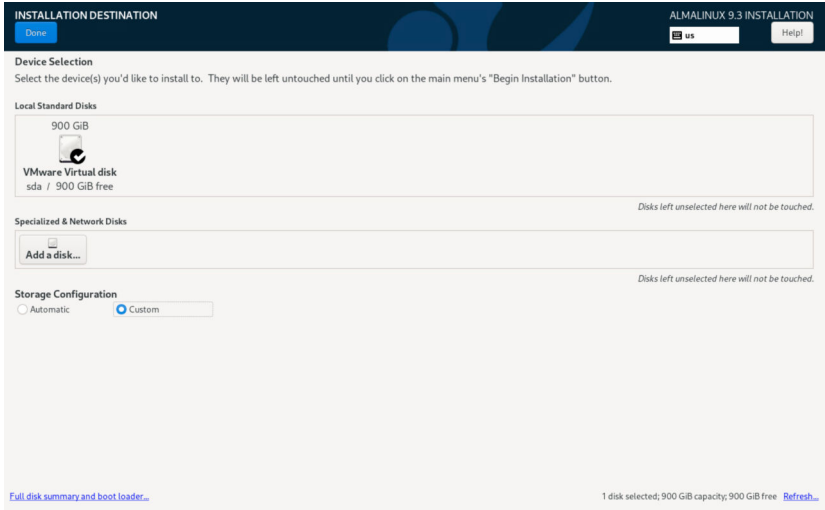 INSTALLATION DESTINATION
ALMALINUX 9.3 INSTALLATION
Done
us
Help!
Device Selection
Select the device(s) you'd like to install to. They will be left untouched until you click on the main menu's "Begin Installation" button.
Local Standard Disks
900 GiB
VMware Virtual disk
sda / 900 GiB free
Disks left unselected here will not be touched.
Specialized & Network Disks
Add a disk...
Disks left unselected here will not be touched.
Storage Configuration
Automatic
Custom
Full disk summary and boot loader...
1 disk selected; 900 GiB capacity; 900 GiB free Refresh...